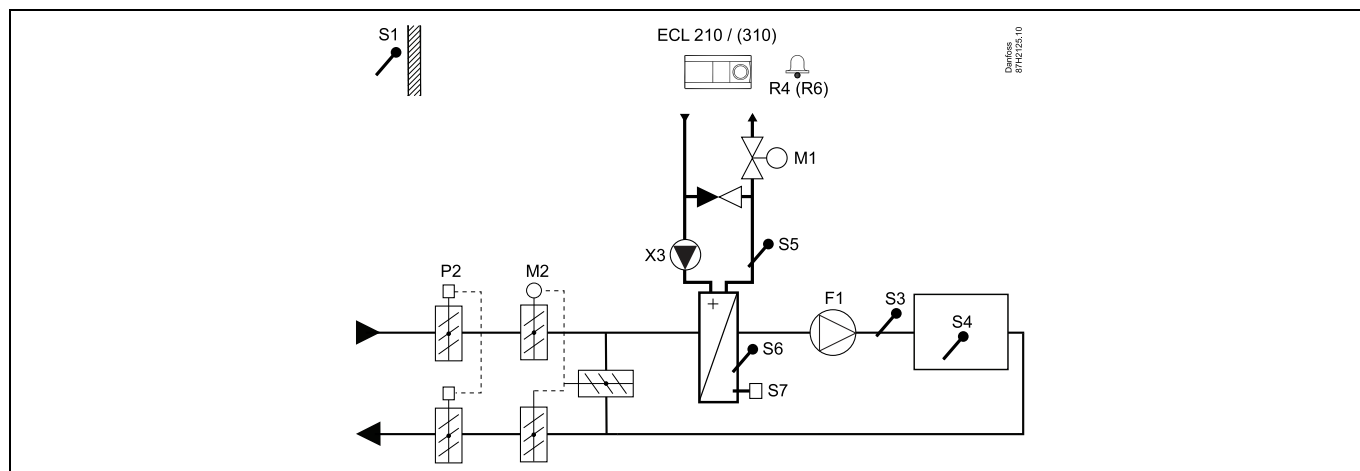 S1
ECL 210 / (310)
Danfoss
87H2125.10
R4 (R6)
M1
X3
S5
P2
M2
F1
S3
S4
+
S6
S7